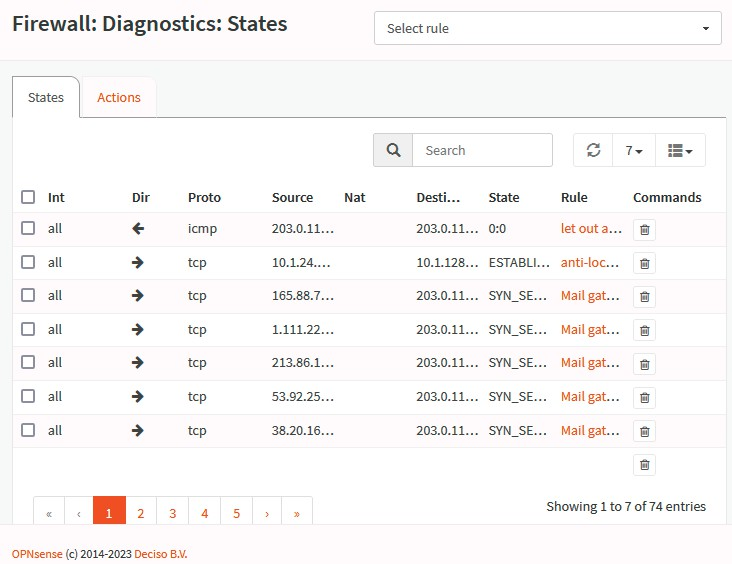 Firewall: Diagnostics: States
Select rule
States Actions
Search 7
Int Dir Proto Source Nat Desti... State Rule Commands
all icmp 203.0.11... 203.0.11... 0:0 let out a...
all tcp 10.1.24.... 10.1.128... ESTABLI... anti-loc...
all tcp 165.88.7... 203.0.11... SYN_SE... Mail gat...
all tcp 1.111.22... 203.0.11... SYN_SE... Mail gat...
all tcp 213.86.1... 203.0.11... SYN_SE... Mail gat...
all tcp 53.92.25... 203.0.11... SYN_SE... Mail gat...
all tcp 38.20.16... 203.0.11... SYN_SE... Mail gat...
« ‹ 1 2 3 4 5 › » Showing 1 to 7 of 74 entries
OPNsense (c) 2014-2023 Deciso B.V.